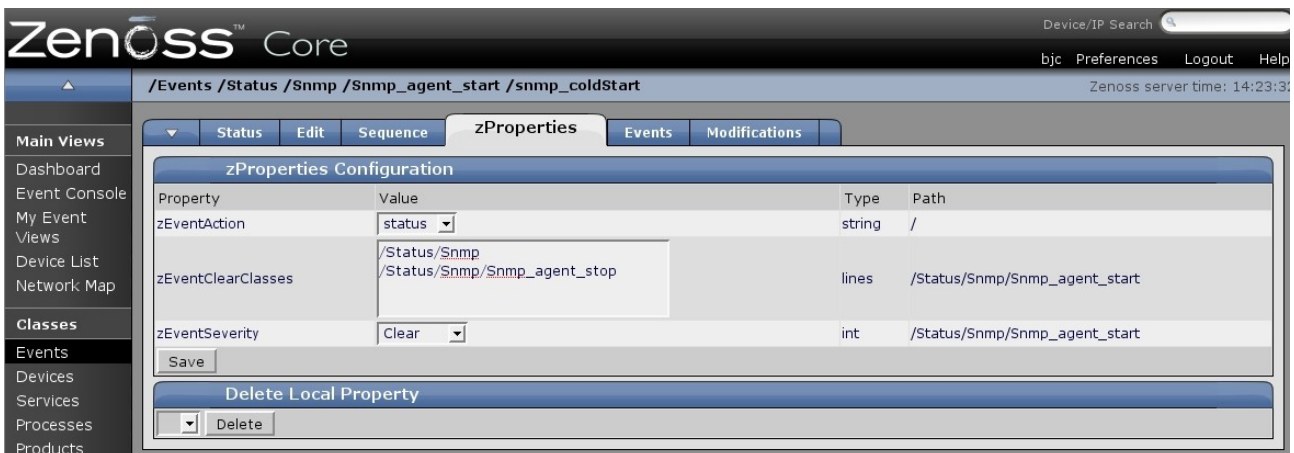 Zenoss™ Core
Device/IP Search
bjc Preferences Logout Help
/Events /Status /Snmp /Snmp_agent_start /snmp_coldStart
Zenoss server time: 14:23:32
Main Views
Dashboard
Event Console
My Event
Views
Device List
Network Map
Classes
Events
Devices
Services
Processes
Products
Status Edit Sequence zProperties Events Modifications
zProperties Configuration
Property Value Type Path
zEventAction status string /
zEventClearClasses /Status/Snmp
/Status/Snmp/Snmp_agent_stop lines /Status/Snmp/Snmp_agent_start
zEventSeverity Clear int /Status/Snmp/Snmp_agent_start
Save
Delete Local Property
Delete